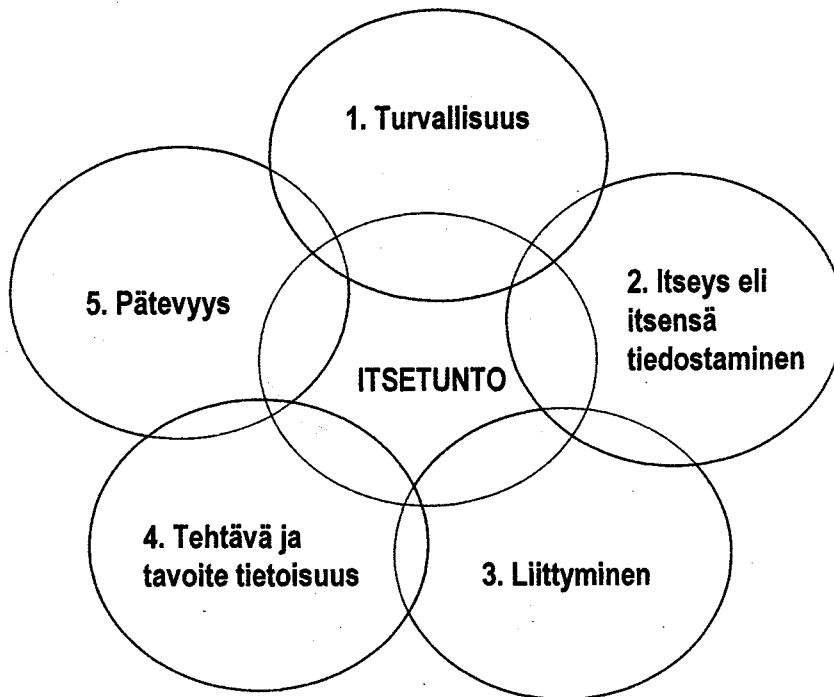 1. Turvallisuus
2. Itseys eli
itsensä
tiedostaminen
3. Liittyminen
4. Tehtävä ja
tavoite tietoisuus
5. Pätevyys
ITSETUNTO